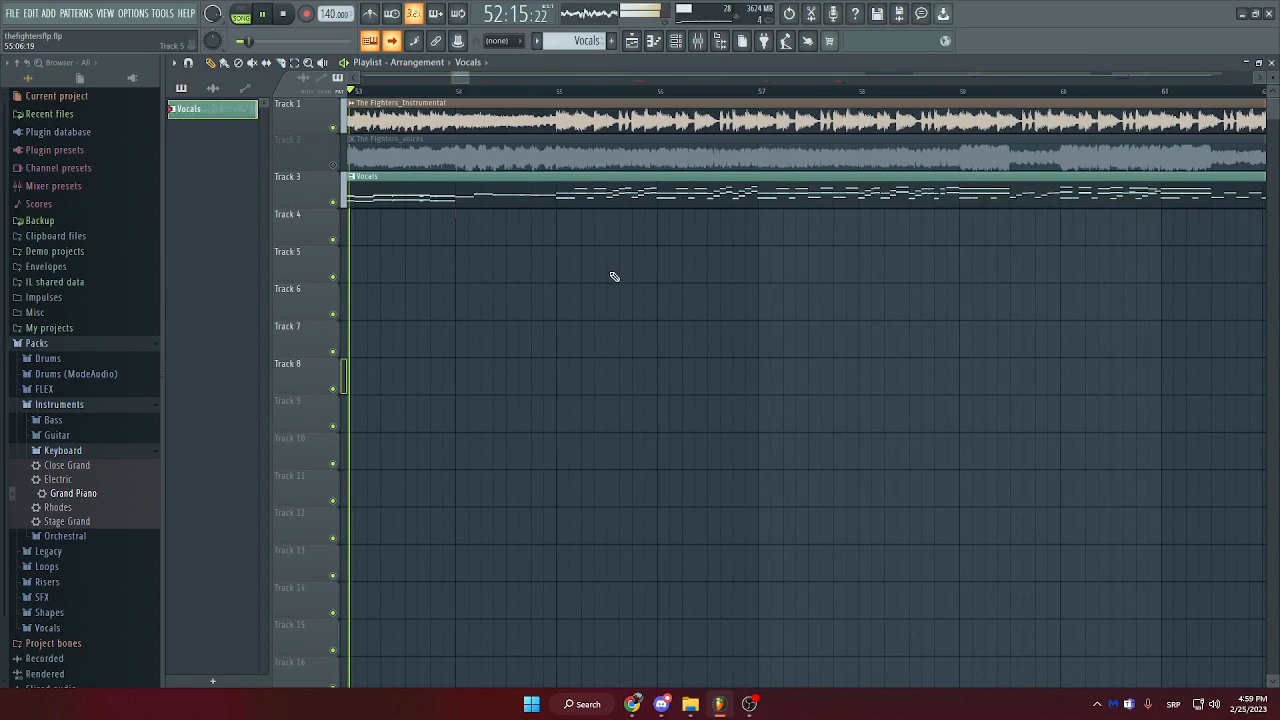 FILE EDIT ADD PATTERNS VIEW OPTIONS TOOLS HELP
SONG
140.000
52:15:22
28
3624 MB
4
thefightersflp.flp
55:06:19
Track 5
(none)
Vocals
Browser - All
Playlist - Arrangement
Vocals
Current project
Recent files
Plugin database
Plugin presets
Channel presets
Mixer presets
Scores
Backup
Clipboard files
Demo projects
Envelopes
IL shared data
Impulses
Misc
My projects
Packs
Drums
Drums (ModeAudio)
FLEX
Instruments
Bass
Guitar
Keyboard
Close Grand
Electric
Grand Piano
Rhodes
Stage Grand
Orchestral
Legacy
Loops
Risers
SFX
Shapes
Vocals
Project bones
Recorded
Rendered
Vocals
53 54 55 56 57 58 59 60 61
Track 1
The Fighters_Instrumental
Track 2
The Fighters_voices
Track 3
Vocals
Track 4
Track 5
Track 6
Track 7
Track 8
Track 9
Track 10
Track 11
Track 12
Track 13
Track 14
Track 15
Track 16
Search
SRP
4:59 PM
2/25/2023